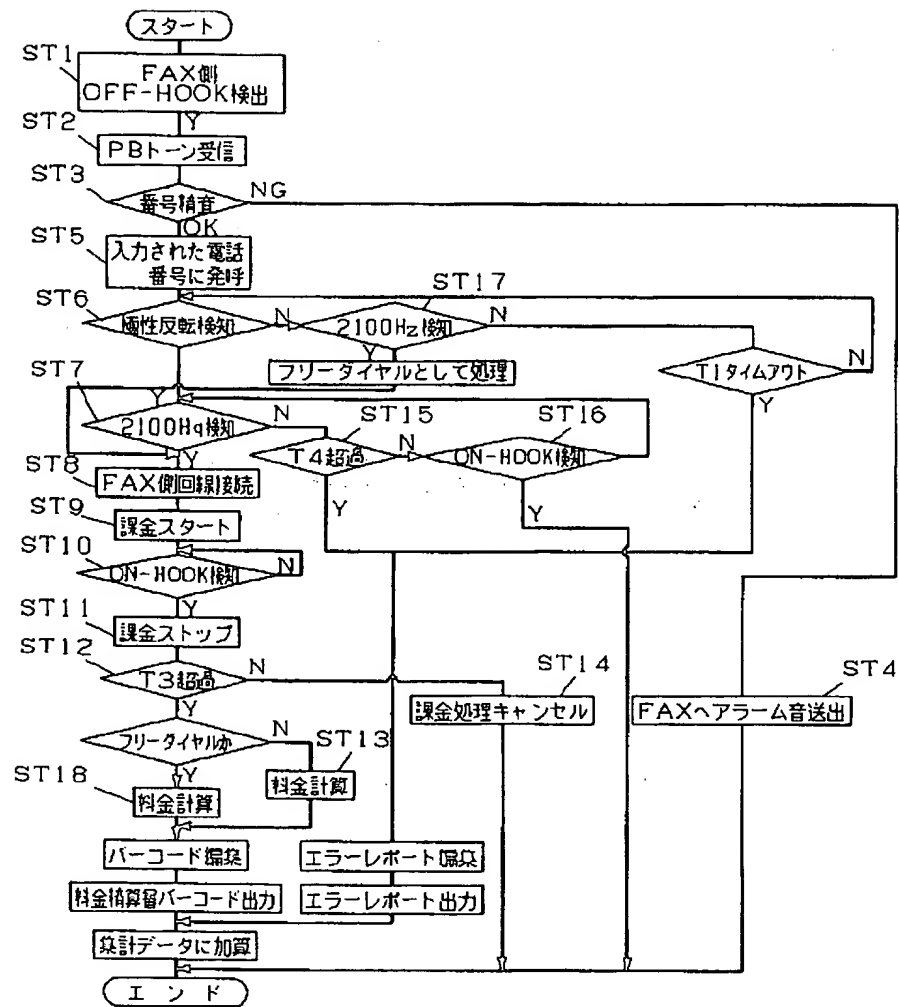 スタート
ST1
FAX側
OFF-HOOK検出
Y
ST2
PBトーン受信
ST3
番号精査
NG
OK
ST5
入力された電話
番号に発呼
ST17
ST6
極性反転検知
N
2100Hz検知
N
Y
フリーダイヤルとして処理
T1タイムアウト
N
Y
ST7
Y
2100Hq検知
N
ST15
ST16
T4超過
N
ON-HOOK検知
Y
Y
Y
ST8
FAX側回線接続
ST9
課金スタート
ST10
ON-HOOK検知
N
Y
ST11
課金ストップ
ST12
T3超過
N
Y
ST14
課金処理キャンセル
ST4
FAXへアラーム音送出
フリーダイヤルか
N
ST13
Y
料金計算
ST18
料金計算
バーコード編集
エラーレポート編集
料金精算書バーコード出力
エラーレポート出力
集計データに加算
エンド